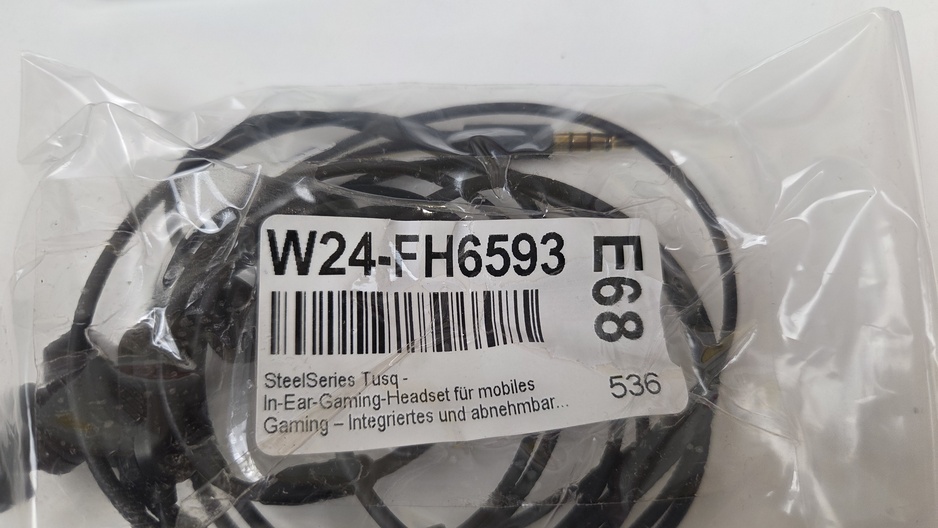 W24-FH6593
E68
SteelSeries Tusq -
In-Ear-Gaming-Headset für mobiles
Gaming – Integriertes und abnehmbar...
536